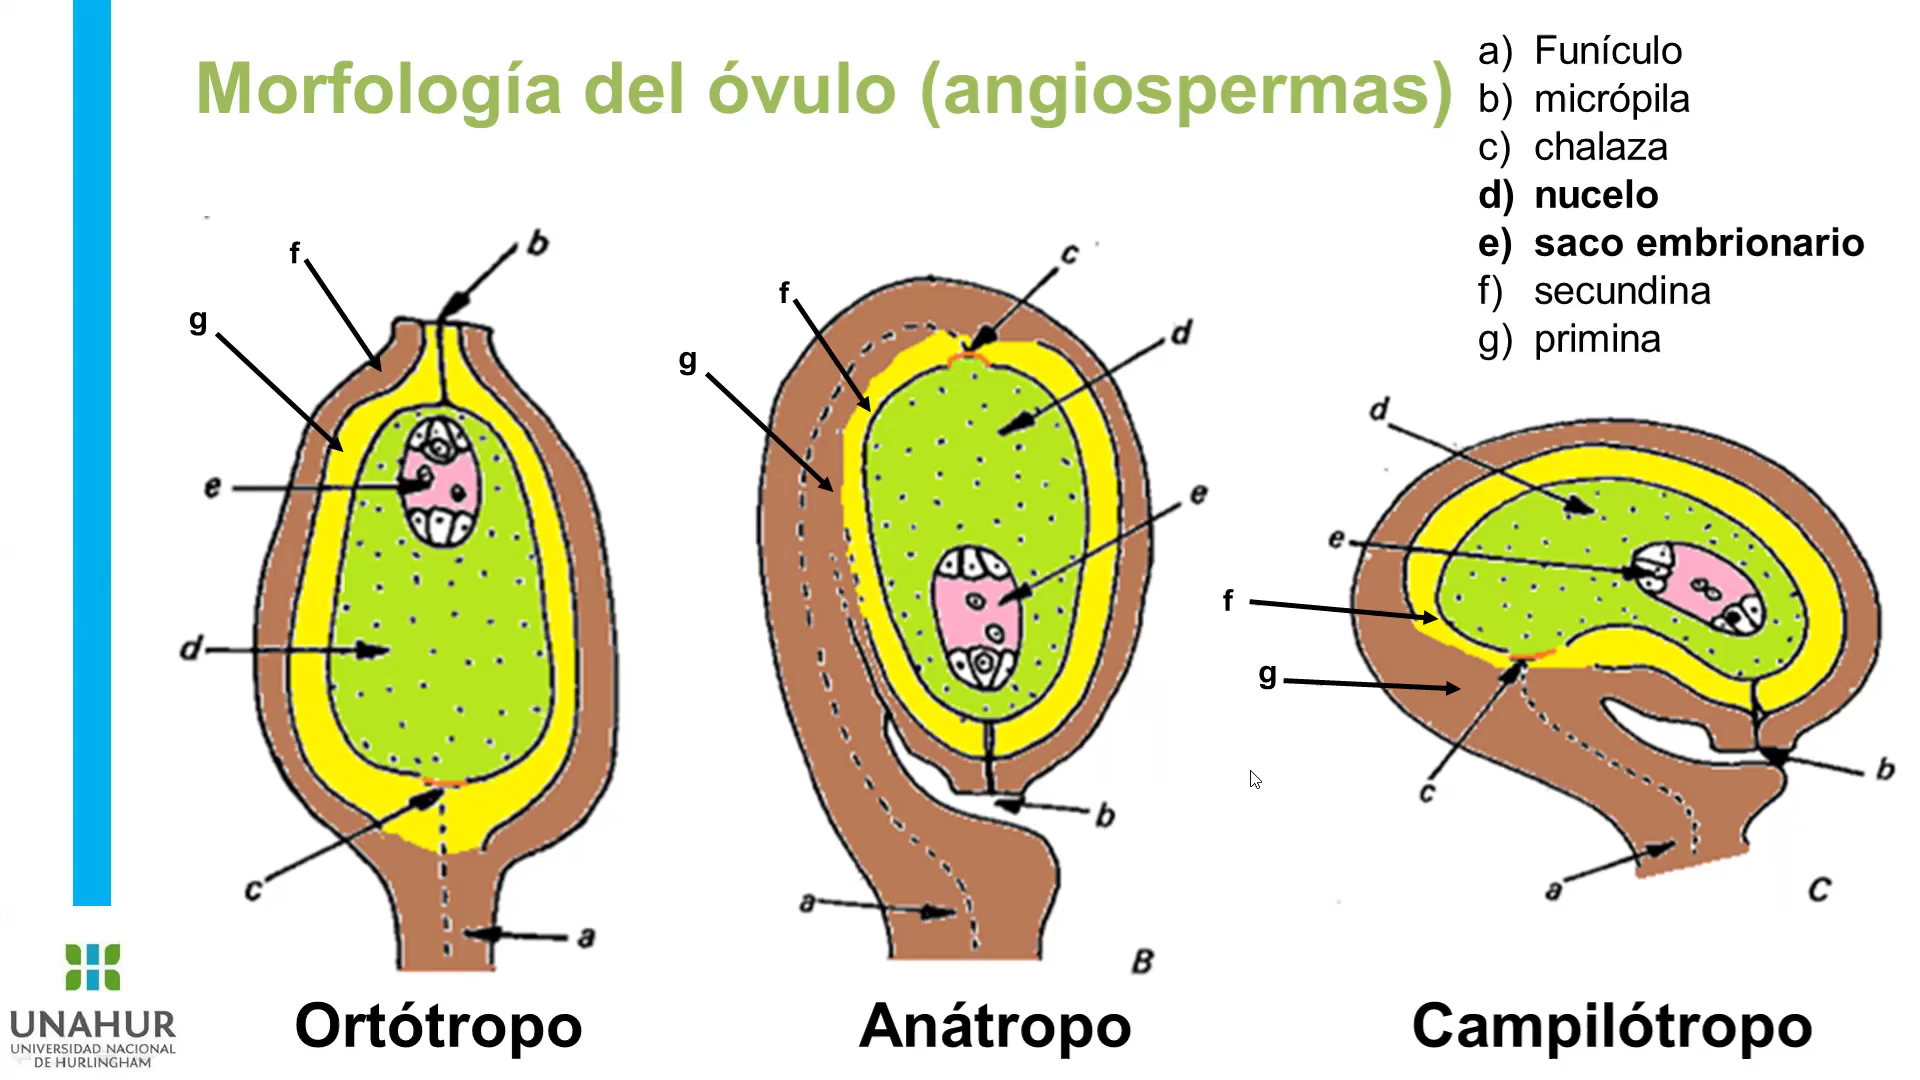 Morfología del óvulo (angiospermas)
a) Funículo
b) micrópila
c) chalaza
d) nucelo
e) saco embrionario
f) secundina
g) primina
f
b
g
e
d
c
a
Ortótropo
c
f
d
g
e
b
a
B
Anátropo
d
e
f
g
c
b
a
C
Campilótropo
UNAHUR
UNIVERSIDAD NACIONAL
DE HURLINGHAM